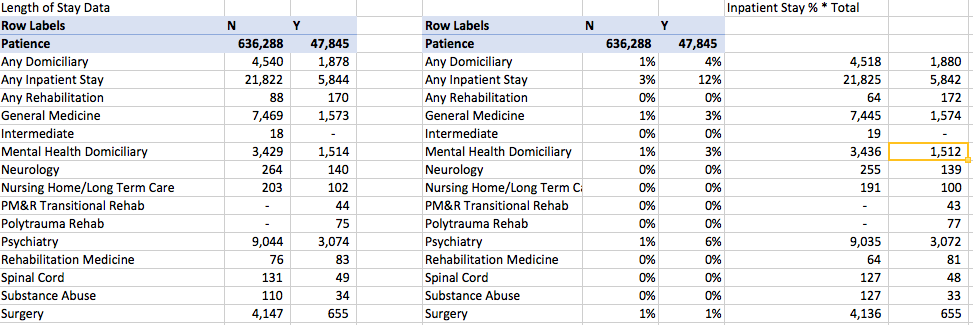 Length of Stay Data Inpatient Stay % * Total
Row Labels N Y Row Labels N Y
Patience 636,288 47,845 Patience 636,288 47,845
Any Domiciliary 4,540 1,878 Any Domiciliary 1% 4% 4,518 1,880
Any Inpatient Stay 21,822 5,844 Any Inpatient Stay 3% 12% 21,825 5,842
Any Rehabilitation 88 170 Any Rehabilitation 0% 0% 64 172
General Medicine 7,469 1,573 General Medicine 1% 3% 7,445 1,574
Intermediate 18 - Intermediate 0% 0% 19 -
Mental Health Domiciliary 3,429 1,514 Mental Health Domiciliary 1% 3% 3,436 1,512
Neurology 264 140 Neurology 0% 0% 255 139
Nursing Home/Long Term Care 203 102 Nursing Home/Long Term Ca 0% 0% 191 100
PM&R Transitional Rehab - 44 PM&R Transitional Rehab 0% 0% - 43
Polytrauma Rehab - 75 Polytrauma Rehab 0% 0% - 77
Psychiatry 9,044 3,074 Psychiatry 1% 6% 9,035 3,072
Rehabilitation Medicine 76 83 Rehabilitation Medicine 0% 0% 64 81
Spinal Cord 131 49 Spinal Cord 0% 0% 127 48
Substance Abuse 110 34 Substance Abuse 0% 0% 127 33
Surgery 4,147 655 Surgery 1% 1% 4,136 655